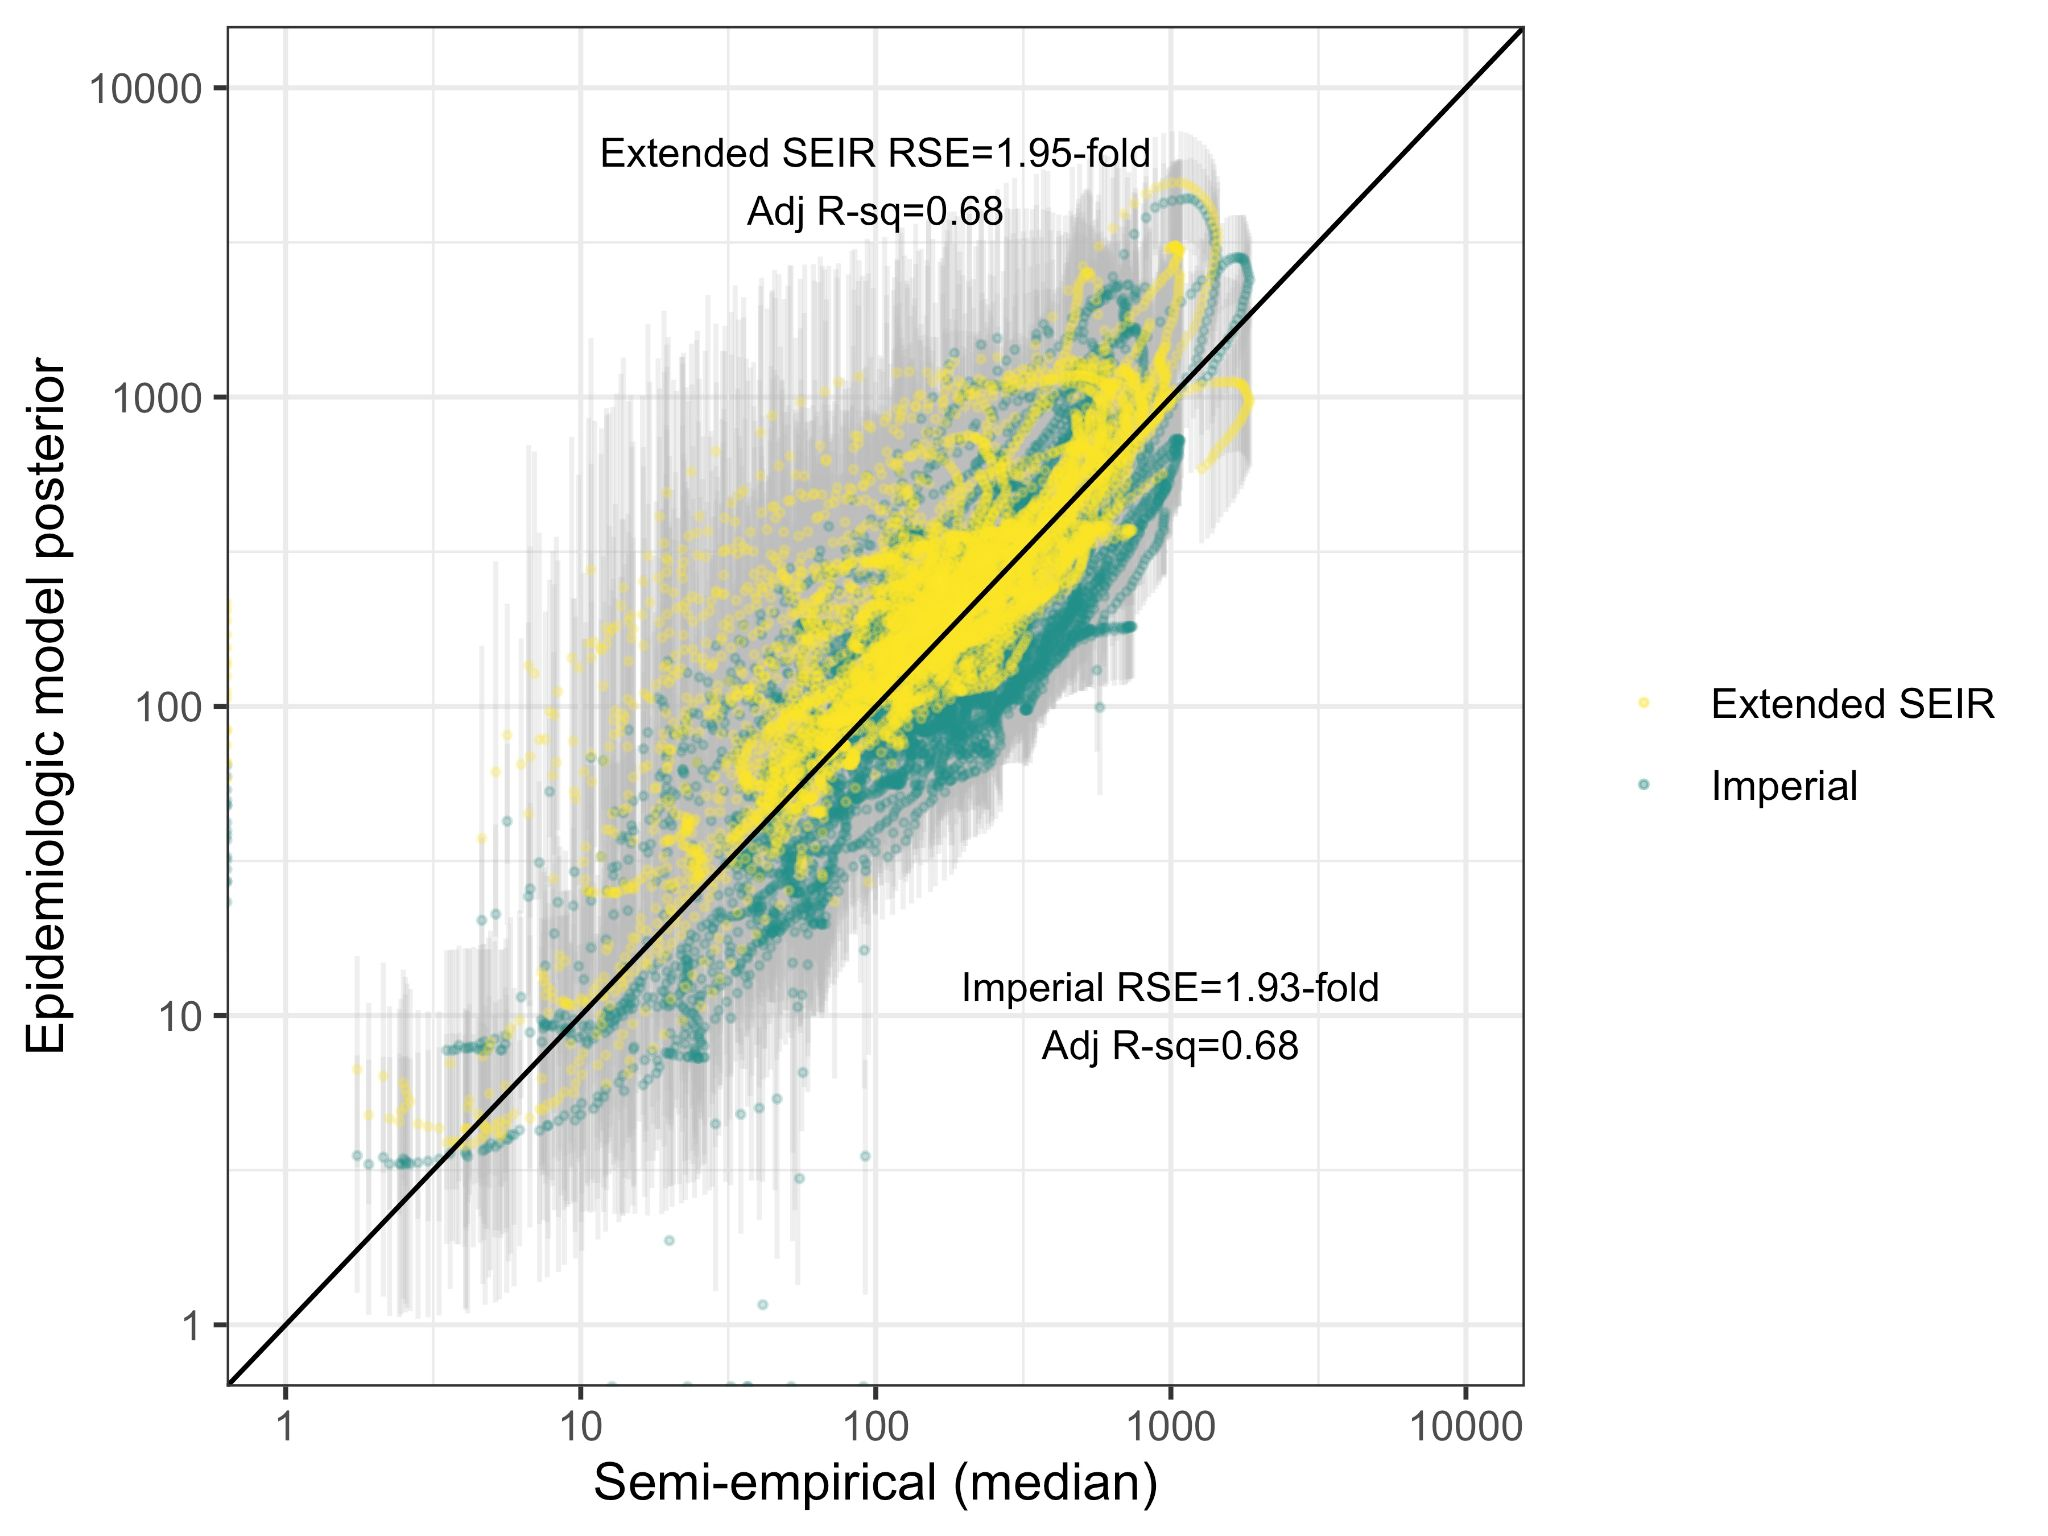 10000
1000
100
10
1
Epidemiologic model posterior
Extended SEIR RSE=1.95-fold
Adj R-sq=0.68
Imperial RSE=1.93-fold
Adj R-sq=0.68
1
10
100
1000
10000
Semi-empirical (median)
Extended SEIR
Imperial